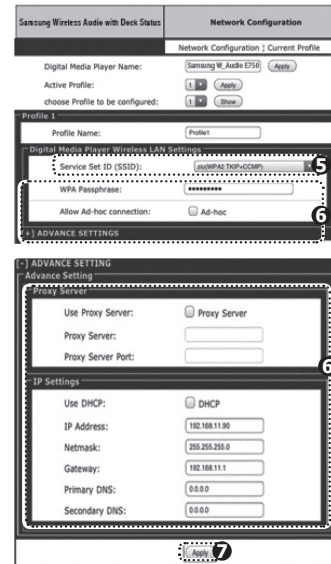 Samsung Wireless Audio with Dock Status Network Configuration
Network Configuration ¦ Current Profile
Digital Media Player Name: Samsung W_Audio E750 Apply
Active Profile: 1 Apply
choose Profile to be configured: 1 Show
Profile 1
Profile Name: Profile1
Digital Media Player Wireless LAN Settings
Service Set ID (SSID): zio(WPA2:TKIP+CCMP) 5
WPA Passphrase: •••••••••
Allow Ad-hoc connection: Ad-hoc 6
[+] ADVANCE SETTINGS
[-] ADVANCE SETTING
Advance Setting
Proxy Server
Use Proxy Server: Proxy Server
Proxy Server:
Proxy Server Port:
6
IP Settings
Use DHCP: DHCP
IP Address: 192.168.11.90
Netmask: 255.255.255.0
Gateway: 192.168.11.1
Primary DNS: 0.0.0.0
Secondary DNS: 0.0.0.0
Apply 7